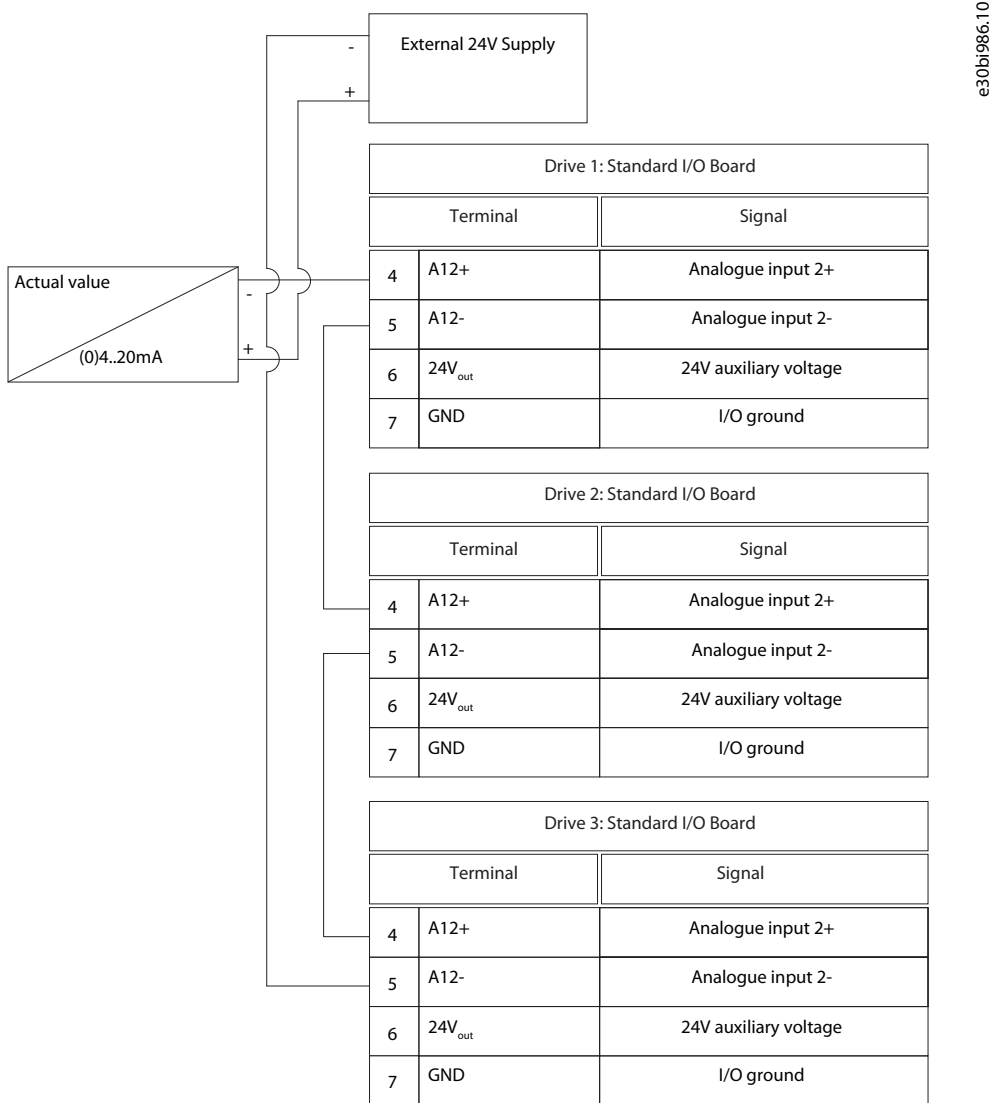 e30bi986.10
-
External 24V Supply
+
Drive 1: Standard I/O Board
Terminal Signal
Actual value
-
(0)4..20mA
+
4 A12+ Analogue input 2+
5 A12- Analogue input 2-
6 24Vout 24V auxiliary voltage
7 GND I/O ground
Drive 2: Standard I/O Board
Terminal Signal
4 A12+ Analogue input 2+
5 A12- Analogue input 2-
6 24Vout 24V auxiliary voltage
7 GND I/O ground
Drive 3: Standard I/O Board
Terminal Signal
4 A12+ Analogue input 2+
5 A12- Analogue input 2-
6 24Vout 24V auxiliary voltage
7 GND I/O ground